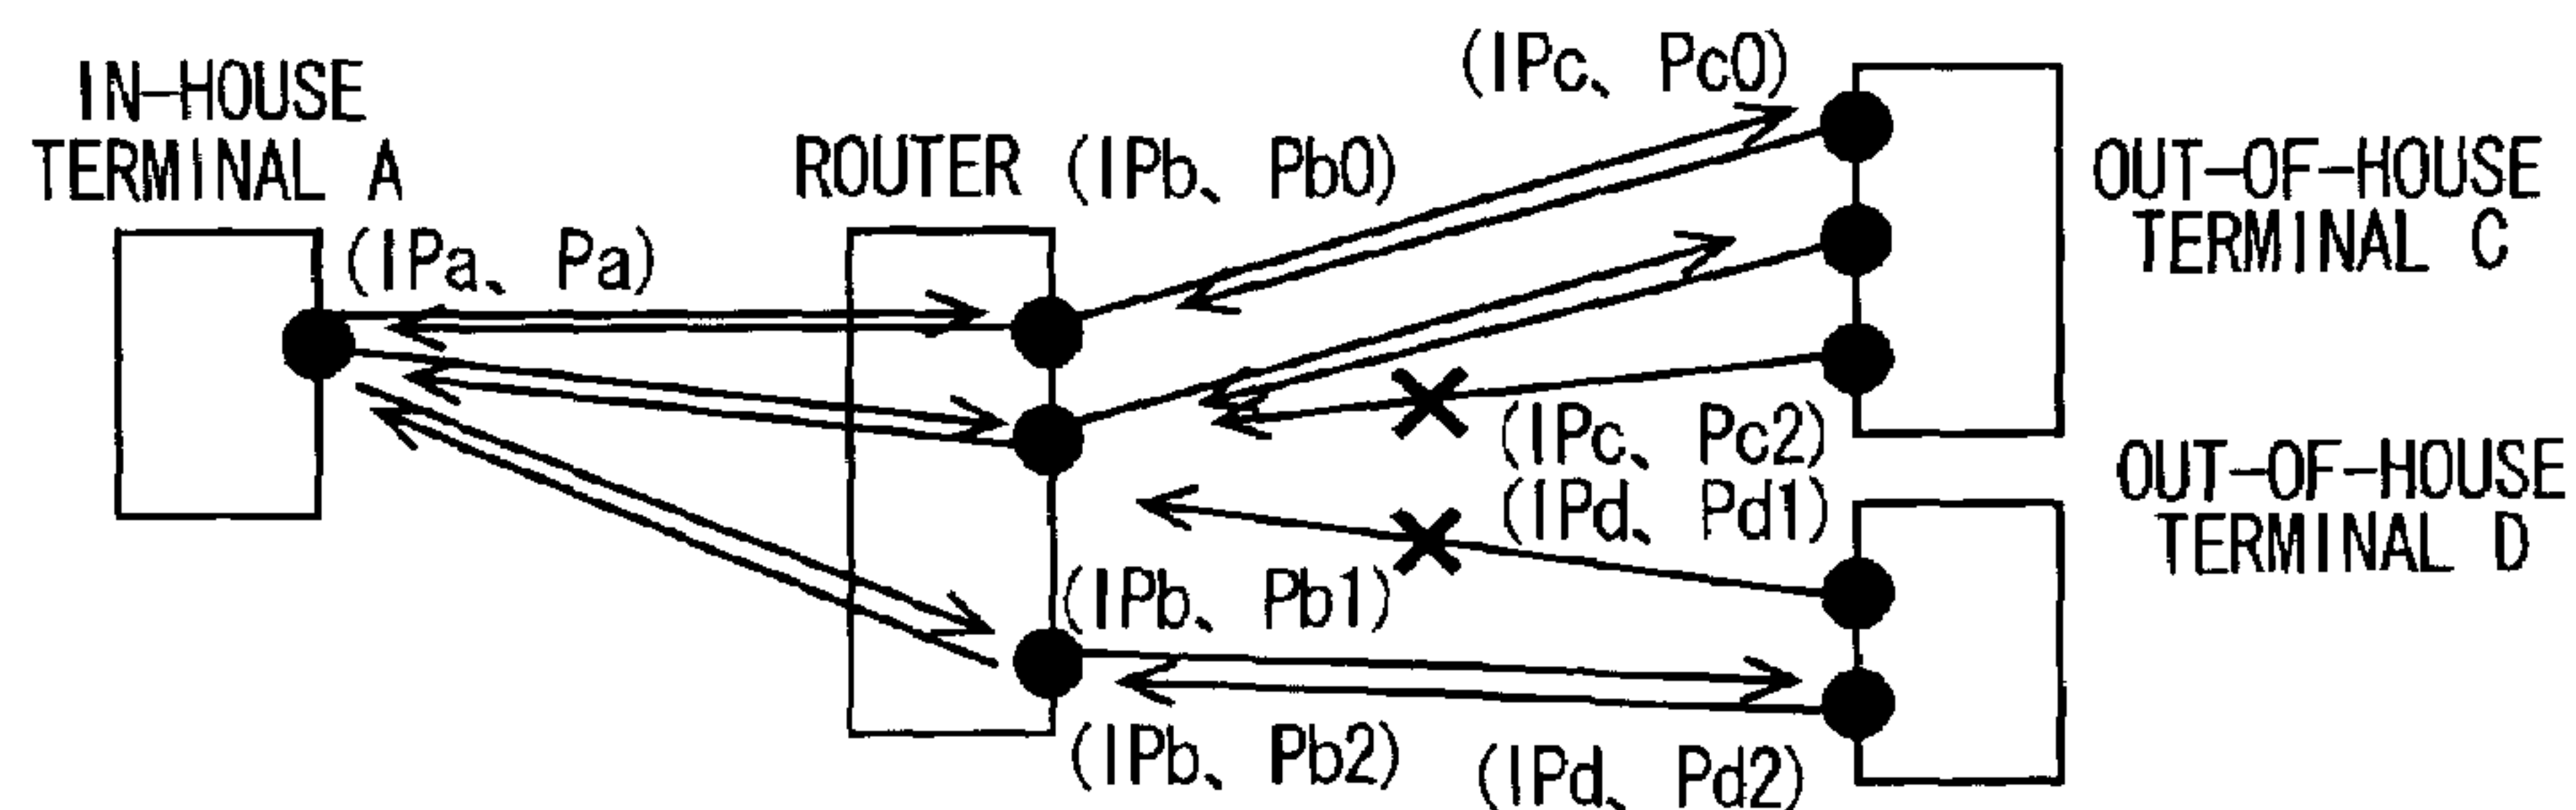 IN-HOUSE
TERMINAL A
(IPa、Pa)
ROUTER (IPb、Pb0)
(IPc、Pc0)
OUT-OF-HOUSE
TERMINAL C
(IPc、Pc2)
(IPd、Pd1)
OUT-OF-HOUSE
TERMINAL D
(IPb、Pb1)
(IPb、Pb2)
(IPd、Pd2)